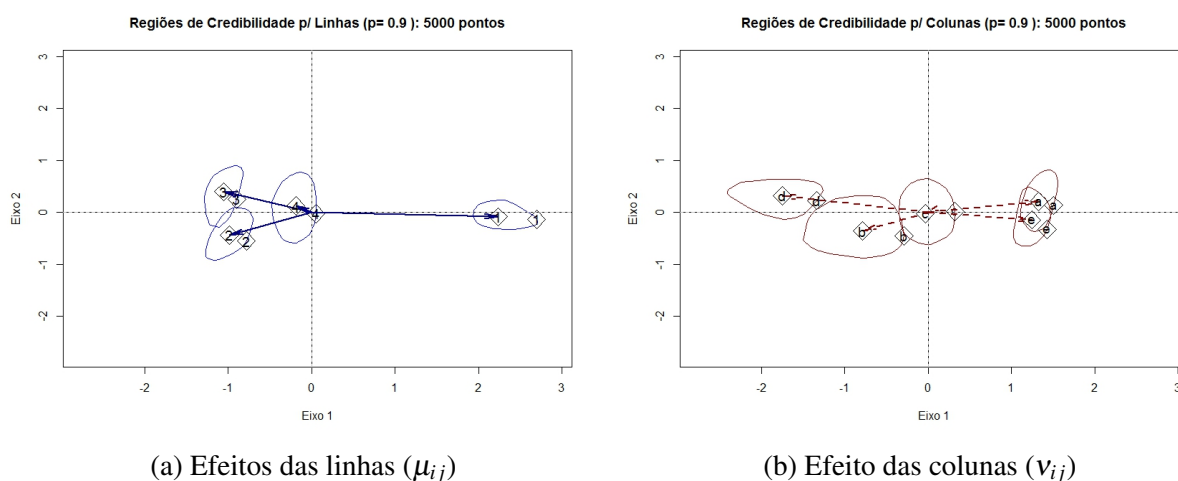 Regiões de Credibilidade p/ Linhas (p= 0.9 ): 5000 pontos
Eixo 2
3
2
1
0
-1
-2
3
3
2
2
4
4
1
1
-2
-1
0
1
2
3
Eixo 1
(a) Efeitos das linhas (μij)
Regiões de Credibilidade p/ Colunas (p= 0.9 ): 5000 pontos
Eixo 2
3
2
1
0
-1
-2
d
d
b
b
c
c
a
a
e
e
-2
-1
0
1
2
3
Eixo 1
(b) Efeito das colunas (νij)